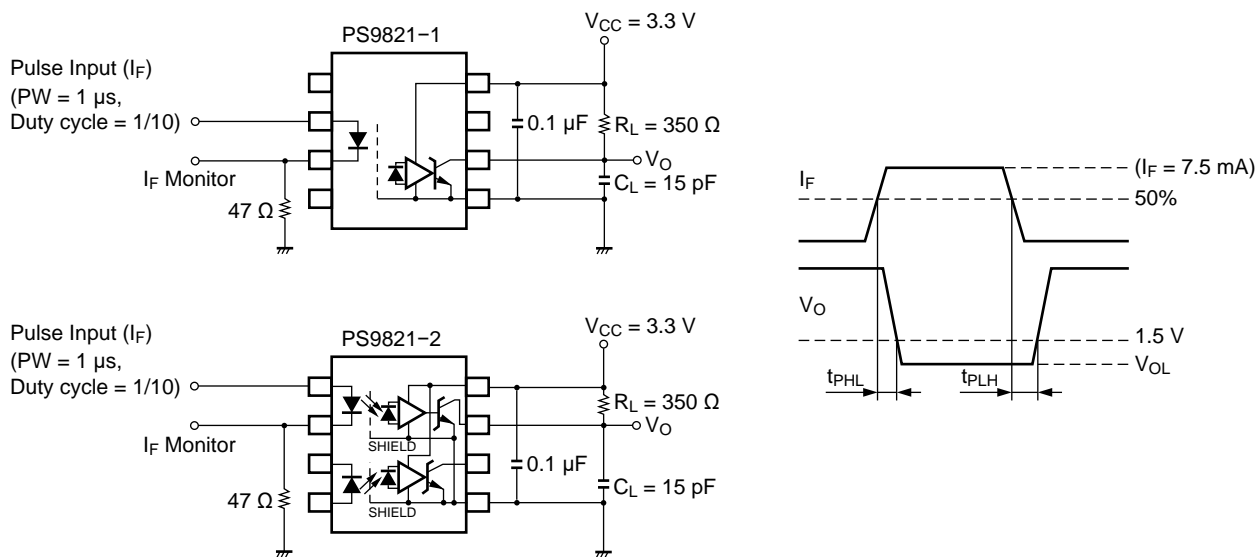 V_CC = 3.3 V
PS9821−1
Pulse Input (I_F)
(PW = 1 μs,
Duty cycle = 1/10)
0.1 μF
R_L = 350 Ω
V_O
I_F Monitor
C_L = 15 pF
47 Ω
I_F
(I_F = 7.5 mA)
50%
V_O
1.5 V
V_OL
t_PHL
t_PLH
V_CC = 3.3 V
PS9821−2
Pulse Input (I_F)
(PW = 1 μs,
Duty cycle = 1/10)
R_L = 350 Ω
V_O
I_F Monitor
SHIELD
0.1 μF
C_L = 15 pF
47 Ω
SHIELD